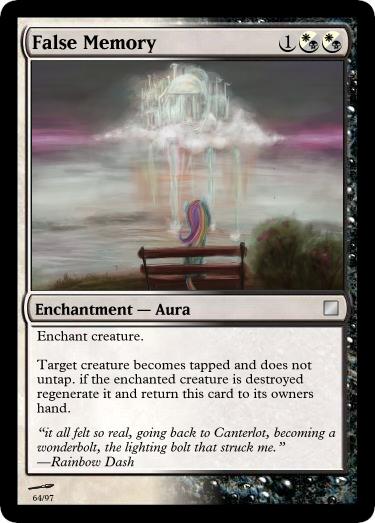 False Memory 1
Enchantment — Aura
Enchant creature.
Target creature becomes tapped and does not
untap. if the enchanted creature is destroyed
regenerate it and return this card to its owners
hand.
“it all felt so real, going back to Canterlot, becoming a
wonderbolt, the lighting bolt that struck me.”
—Rainbow Dash
64/97